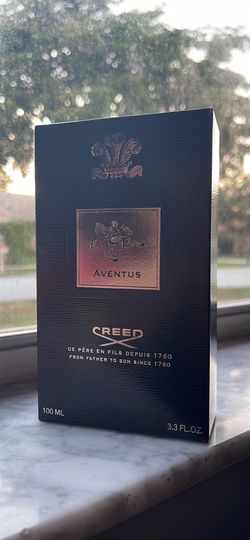 AVENTUS
CREED
DE PÈRE EN FILS DEPUIS 1760
FROM FATHER TO SON SINCE 1760
100 ML
3.3 FL.OZ.